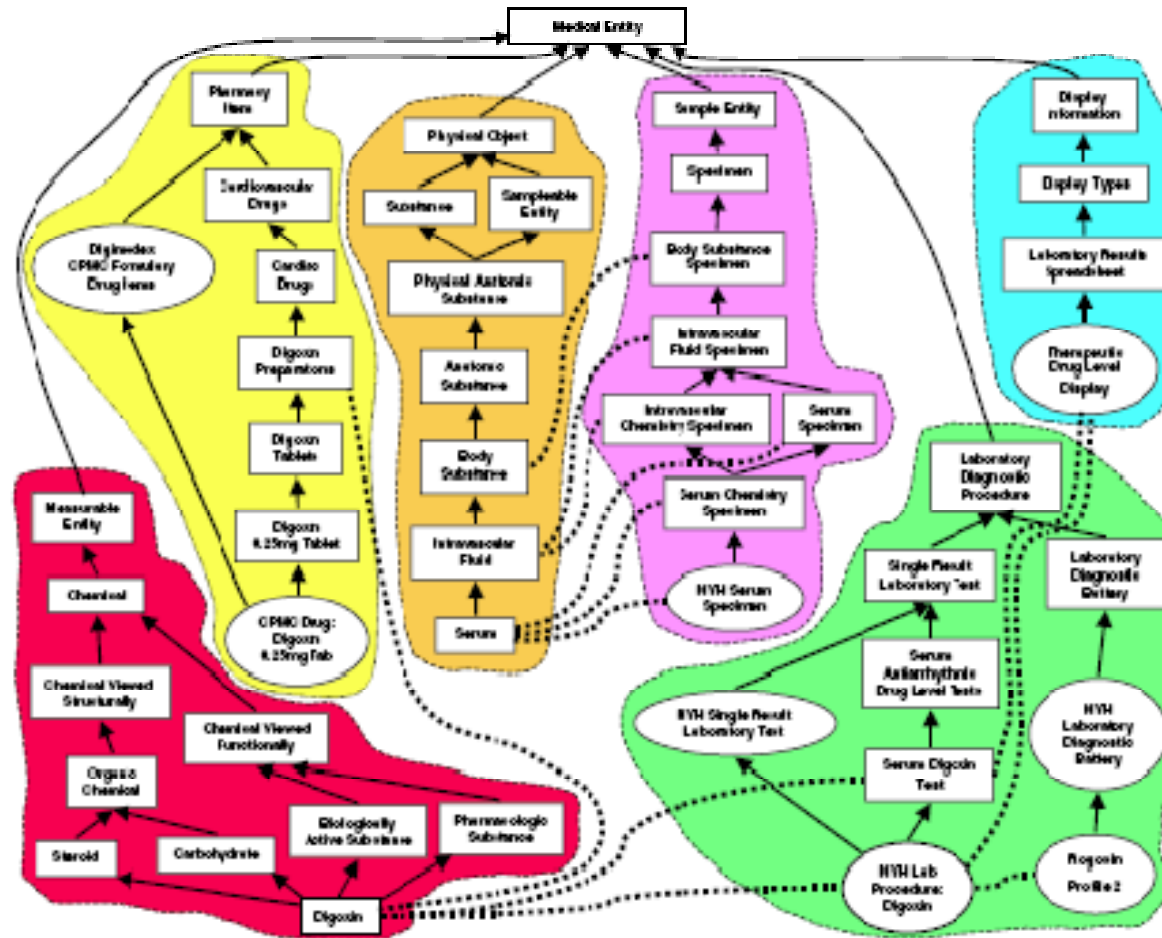 Medical Entity
Pharmacy
Item
Cardiovascular
Drugs
CPMC Formulary
Drug Items
Cardiac
Drugs
Digoxin
Preparations
Digoxin
Tablets
Digoxin
0.25mg Tablet
CPMC Drug:
Digoxin
0.25mg Tab
Physical Object
Substance
Sampleable
Entity
Physical Anatomic
Substance
Anatomic
Substance
Body
Substance
Intravascular
Fluid
Serum
Sample Entity
Specimen
Body Substance
Specimen
Intravascular
Fluid Specimen
Intravascular
Chemistry Specimen
Serum
Specimen
Serum Chemistry
Specimen
NYH Serum
Specimen
Display
Information
Display Types
Laboratory Results
Spreadsheet
Therapeutic
Drug Level
Display
Measurable
Entity
Chemical
Chemical Viewed
Structurally
Chemical Viewed
Functionally
Organic
Chemical
Steroid
Carbohydrate
Biologically
Active Substance
Pharmacologic
Substance
Digoxin
Laboratory
Diagnostic
Procedure
Single Result
Laboratory Test
Laboratory
Diagnostic
Battery
Serum
Antiarrhythmic
Drug Level Tests
NYH Single Result
Laboratory Test
NYH
Laboratory
Diagnostic
Battery
Serum Digoxin
Test
NYH Lab
Procedure:
Digoxin
Profile 2